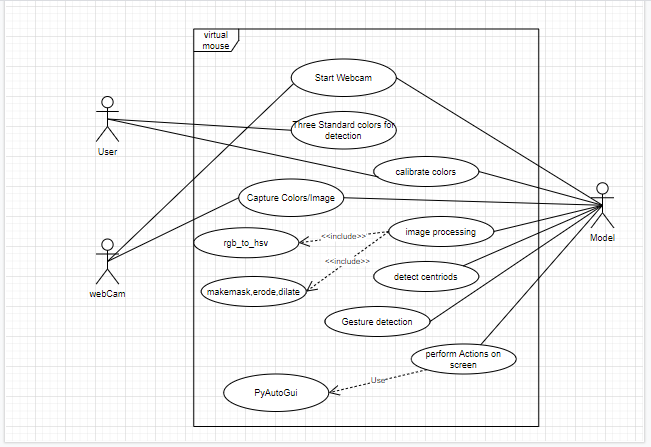 virtual
mouse
Start Webcam
Three Standard colors for
detection
User
calibrate colors
Capture Colors/Image
image processing
<<include>>
rgb_to_hsv
Model
<<include>>
detect centriods
webCam
makemask,erode,dilate
Gesture detection
perform Actions on
screen
Use
PyAutoGui